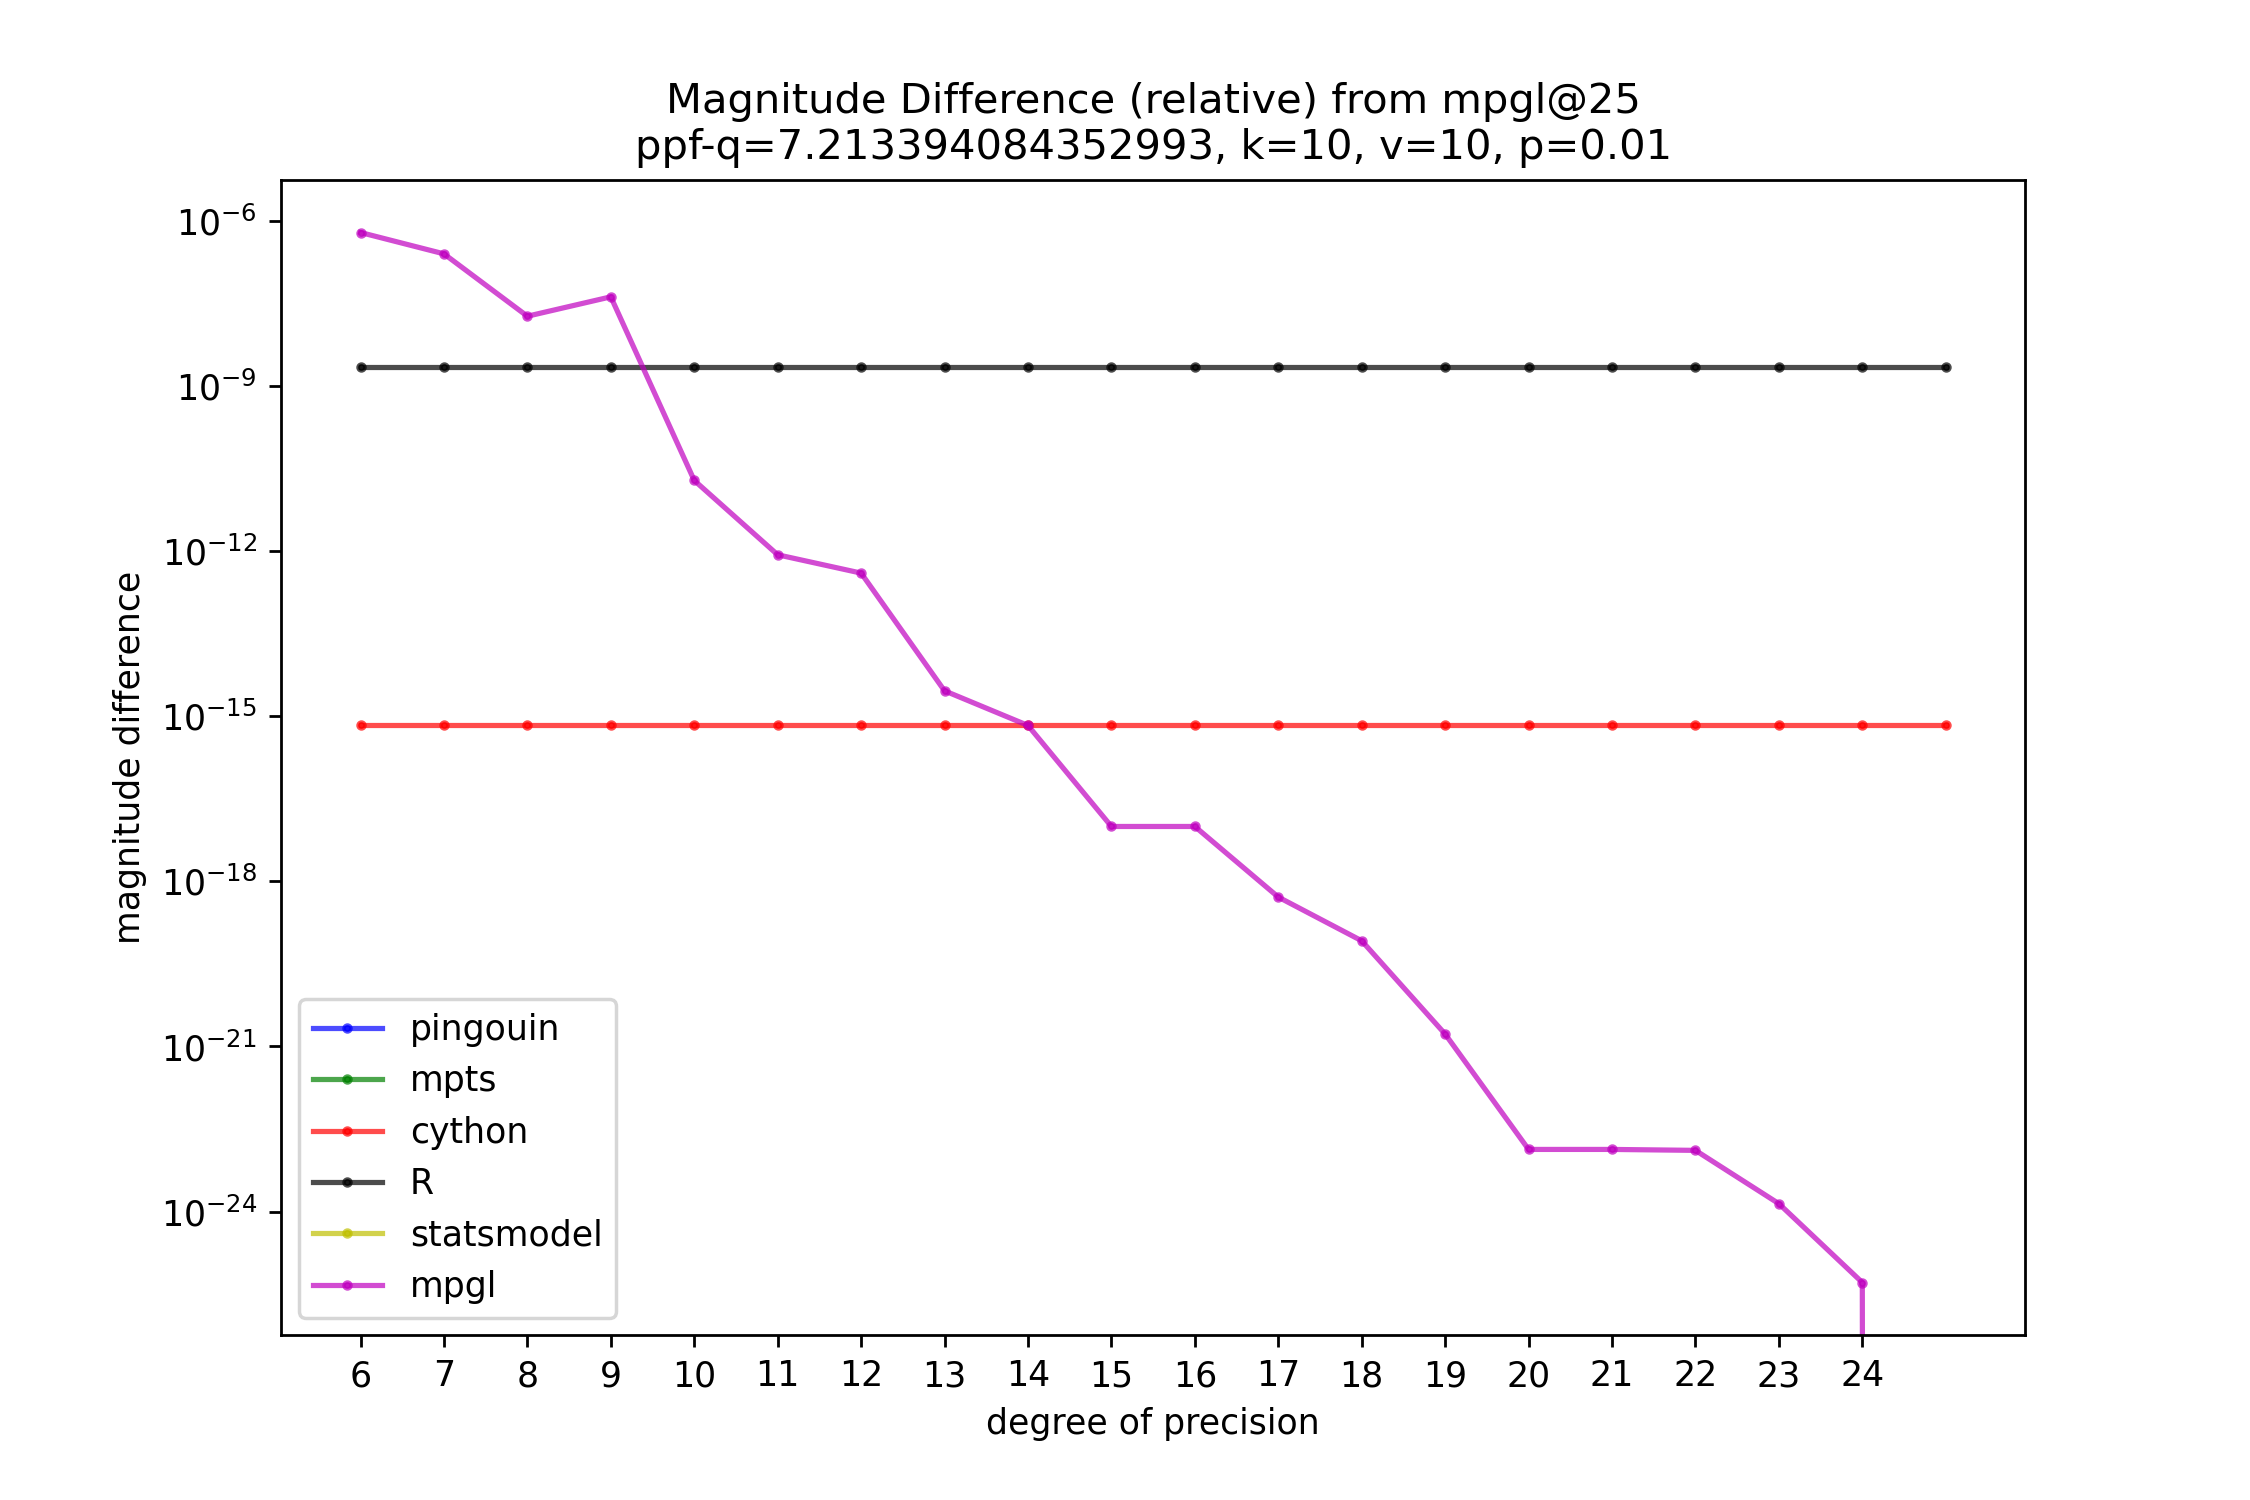 Magnitude Difference (relative) from mpgl@25
ppf-q=7.213394084352993, k=10, v=10, p=0.01
magnitude difference
10⁻⁶
10⁻⁹
10⁻¹²
10⁻¹⁵
10⁻¹⁸
10⁻²¹
10⁻²⁴
pingouin
mpts
cython
R
statsmodel
mpgl
6 7 8 9 10 11 12 13 14 15 16 17 18 19 20 21 22 23 24
degree of precision